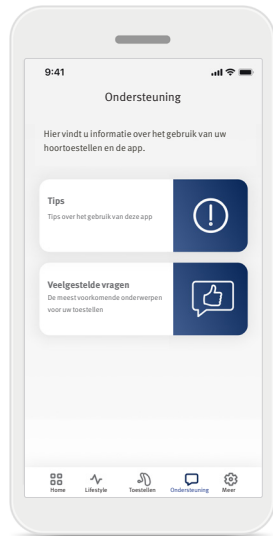 9:41
Ondersteuning
Hier vindt u informatie over het gebruik van uw
hoortoestellen en de app.
Tips
Tips over het gebruik van deze app
Veelgestelde vragen
De meest voorkomende onderwerpen
voor uw toestellen
Home Lifestyle Toestellen Ondersteuning Meer